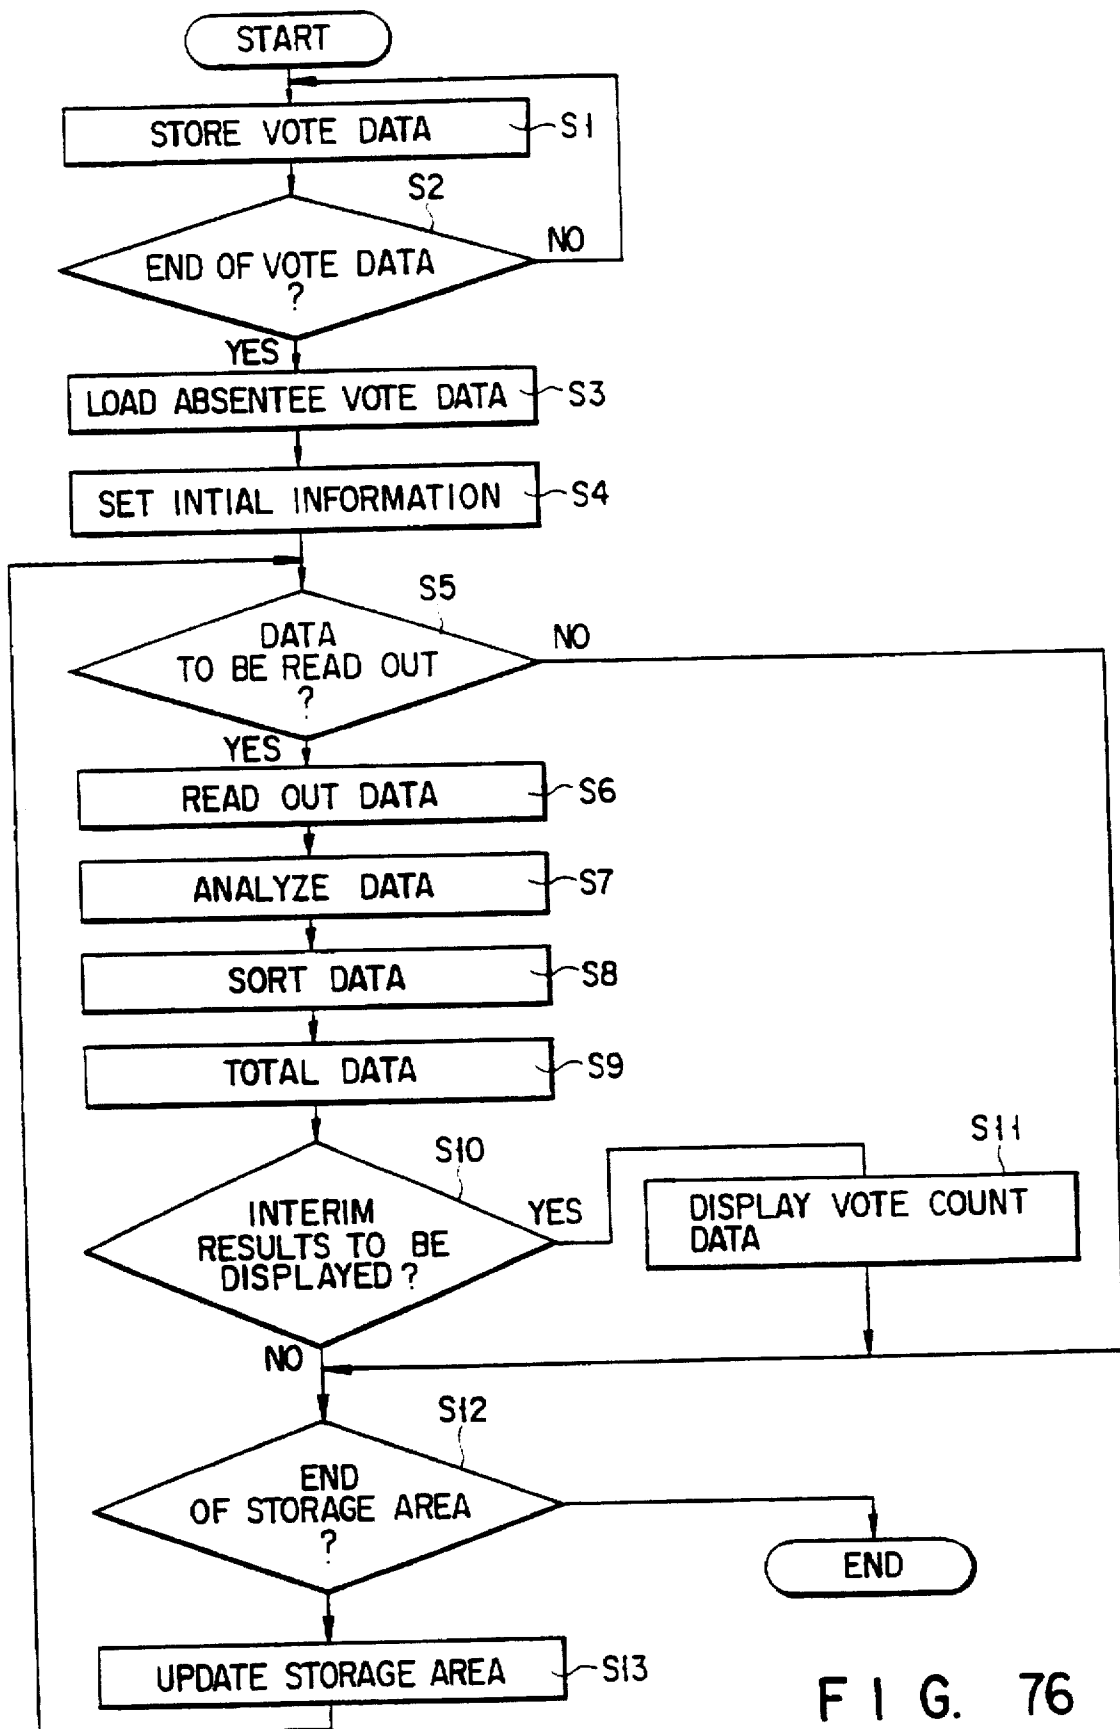 START
STORE VOTE DATA
S1
S2
END OF VOTE DATA
?
NO
YES
LOAD ABSENTEE VOTE DATA
S3
SET INTIAL INFORMATION
S4
S5
DATA
TO BE READ OUT
?
NO
YES
READ OUT DATA
S6
ANALYZE DATA
S7
SORT DATA
S8
TOTAL DATA
S9
S10
INTERIM
RESULTS TO BE
DISPLAYED ?
YES
S11
DISPLAY VOTE COUNT
DATA
NO
S12
END
OF STORAGE AREA
?
END
UPDATE STORAGE AREA
S13
FIG. 76